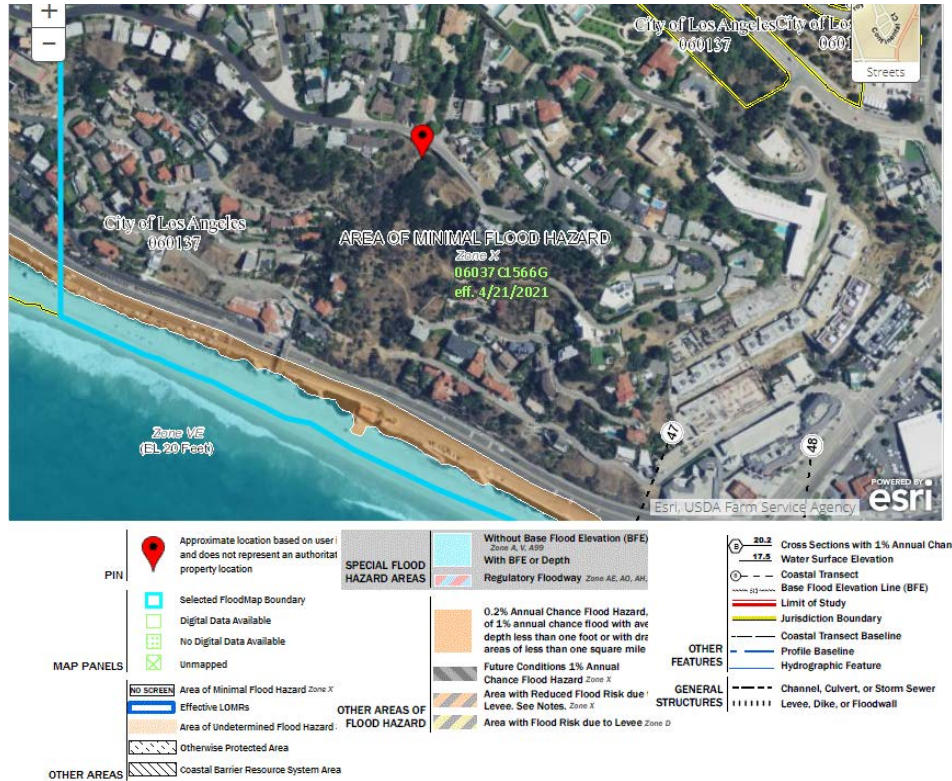 +
−
City of Los Angeles
060137
City of Lo
060
Streets
City of Los Angeles
060137
AREA OF MINIMAL FLOOD HAZARD
Zone X
06037C1566G
eff. 4/21/2021
Zone VE
(EL 20 Feet)
47
48
POWERED BY
esri
Esri, USDA Farm Service Agency
PIN
Approximate location based on user
and does not represent an authoritat
property location
MAP PANELS
Selected FloodMap Boundary
Digital Data Available
No Digital Data Available
Unmapped
OTHER AREAS
NO SCREEN Area of Minimal Flood Hazard Zone X
Effective LOMRs
Area of Undetermined Flood Hazard
Otherwise Protected Area
Coastal Barrier Resource System Area
SPECIAL FLOOD
HAZARD AREAS
Without Base Flood Elevation (BFE)
Zone A, V, A99
With BFE or Depth
Regulatory Floodway Zone AE, AO, AH,
OTHER AREAS OF
FLOOD HAZARD
0.2% Annual Chance Flood Hazard,
of 1% annual chance flood with ave
depth less than one foot or with dra
areas of less than one square mile
Future Conditions 1% Annual
Chance Flood Hazard Zone X
Area with Reduced Flood Risk due
Levee. See Notes. Zone X
Area with Flood Risk due to Levee Zone D
OTHER
FEATURES
B 20.2 Cross Sections with 1% Annual Chan
17.5 Water Surface Elevation
8 Coastal Transect
513 Base Flood Elevation Line (BFE)
Limit of Study
Jurisdiction Boundary
Coastal Transect Baseline
Profile Baseline
Hydrographic Feature
GENERAL
STRUCTURES
Channel, Culvert, or Storm Sewer
Levee, Dike, or Floodwall